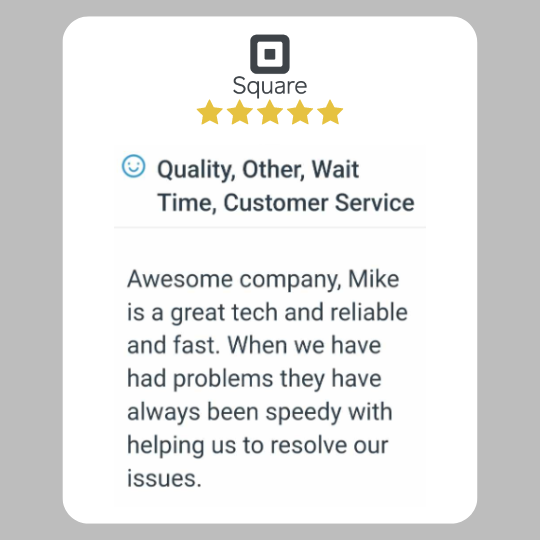 Square
Quality, Other, Wait
Time, Customer Service
Awesome company, Mike
is a great tech and reliable
and fast. When we have
had problems they have
always been speedy with
helping us to resolve our
issues.